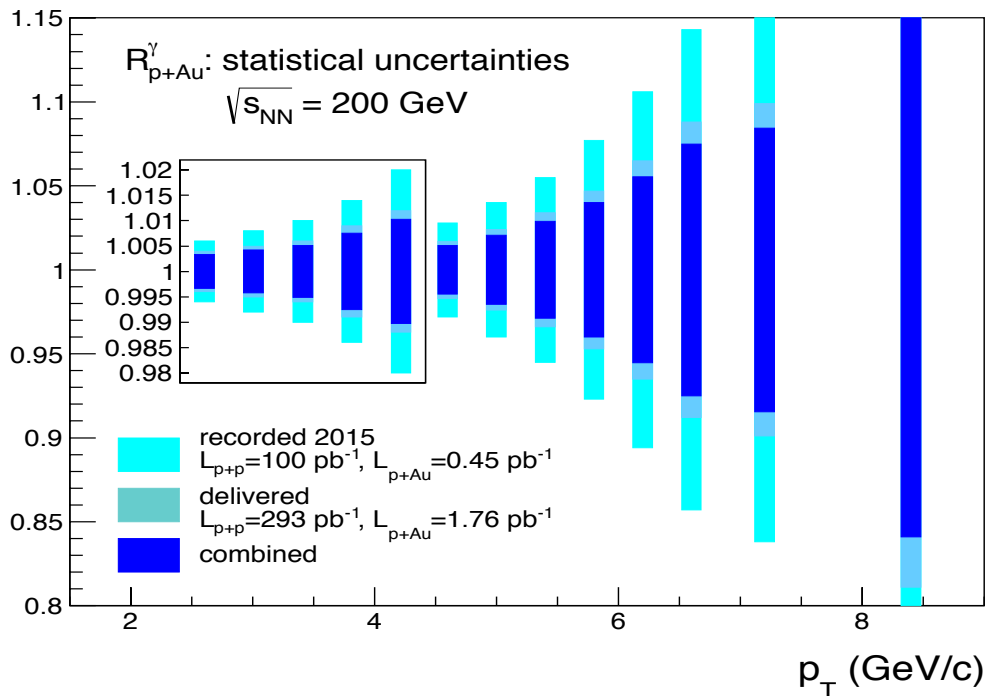 R^γ_p+Au: statistical uncertainties
√s_NN = 200 GeV
1.15
1.1
1.05
1
0.95
0.9
0.85
0.8
1.02
1.015
1.01
1.005
1
0.995
0.99
0.985
0.98
recorded 2015
L_p+p=100 pb⁻¹, L_p+Au=0.45 pb⁻¹
delivered
L_p+p=293 pb⁻¹, L_p+Au=1.76 pb⁻¹
combined
2 4 6 8
p_T (GeV/c)